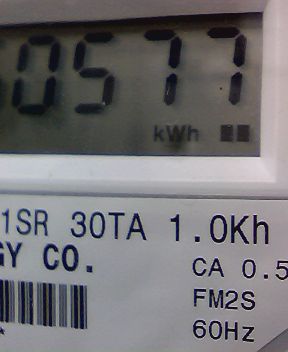 0577
kWh
1SR 30TA 1.0Kh
GY CO.
CA 0.5
FM2S
60Hz